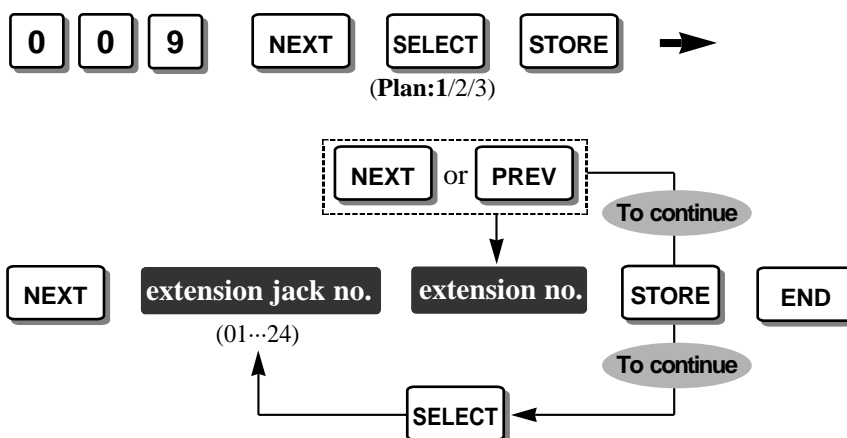 0 0 9 NEXT SELECT STORE
(Plan:1/2/3)
NEXT or PREV
To continue
NEXT extension jack no. extension no. STORE END
(01···24)
To continue
SELECT